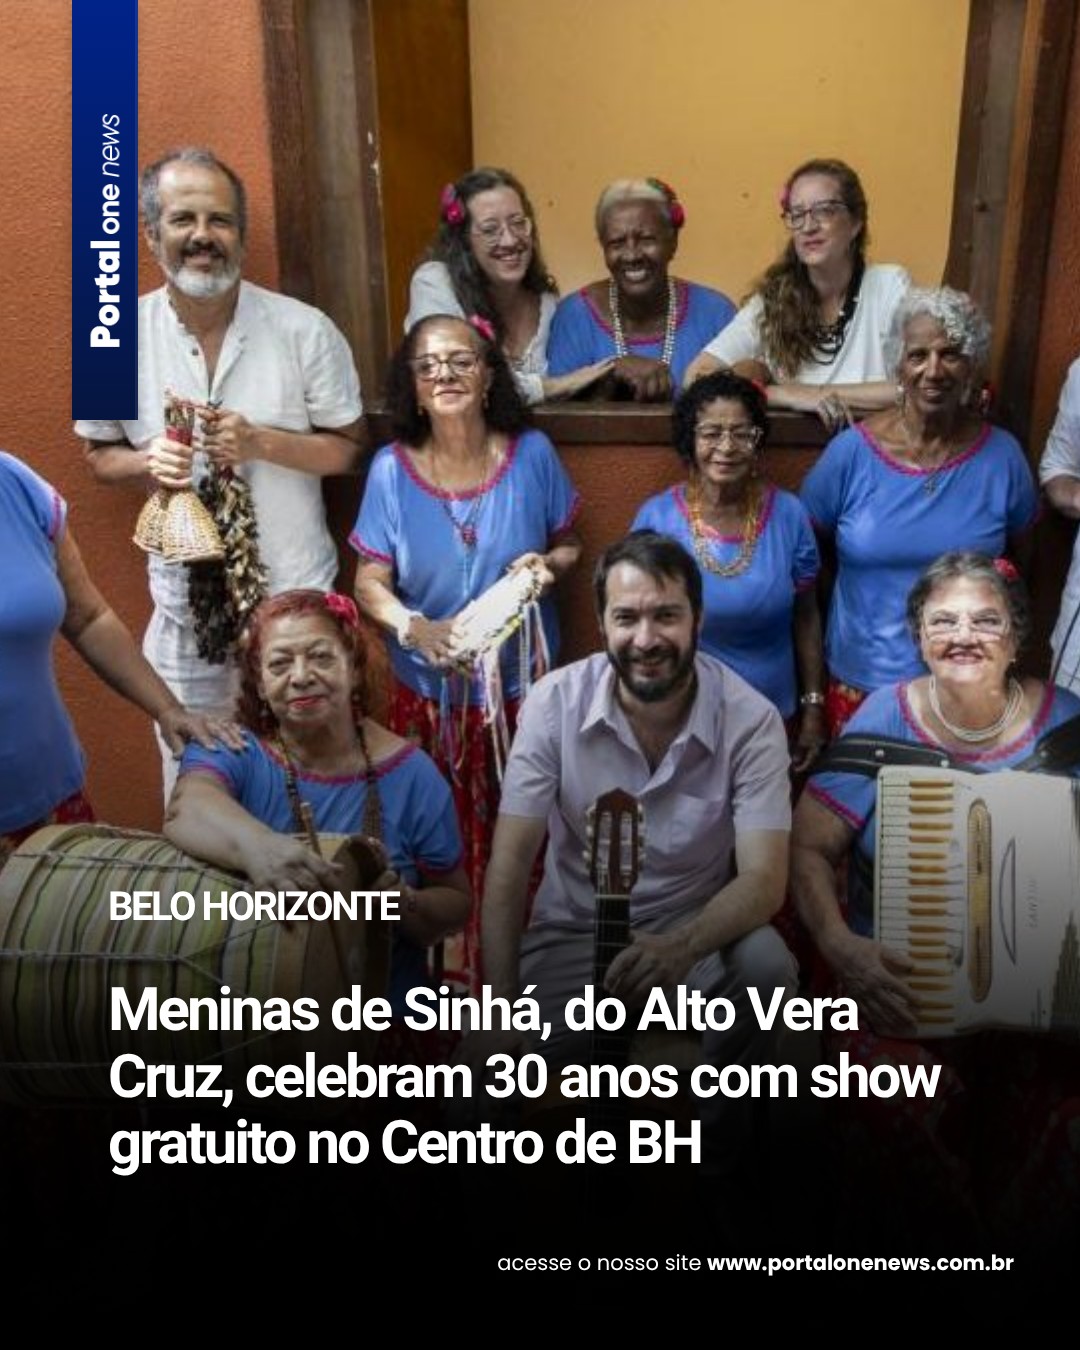 Portal one news
BELO HORIZONTE
Meninas de Sinhá, do Alto Vera
Cruz, celebram 30 anos com show
gratuito no Centro de BH
acesse o nosso site www.portalonenews.com.br